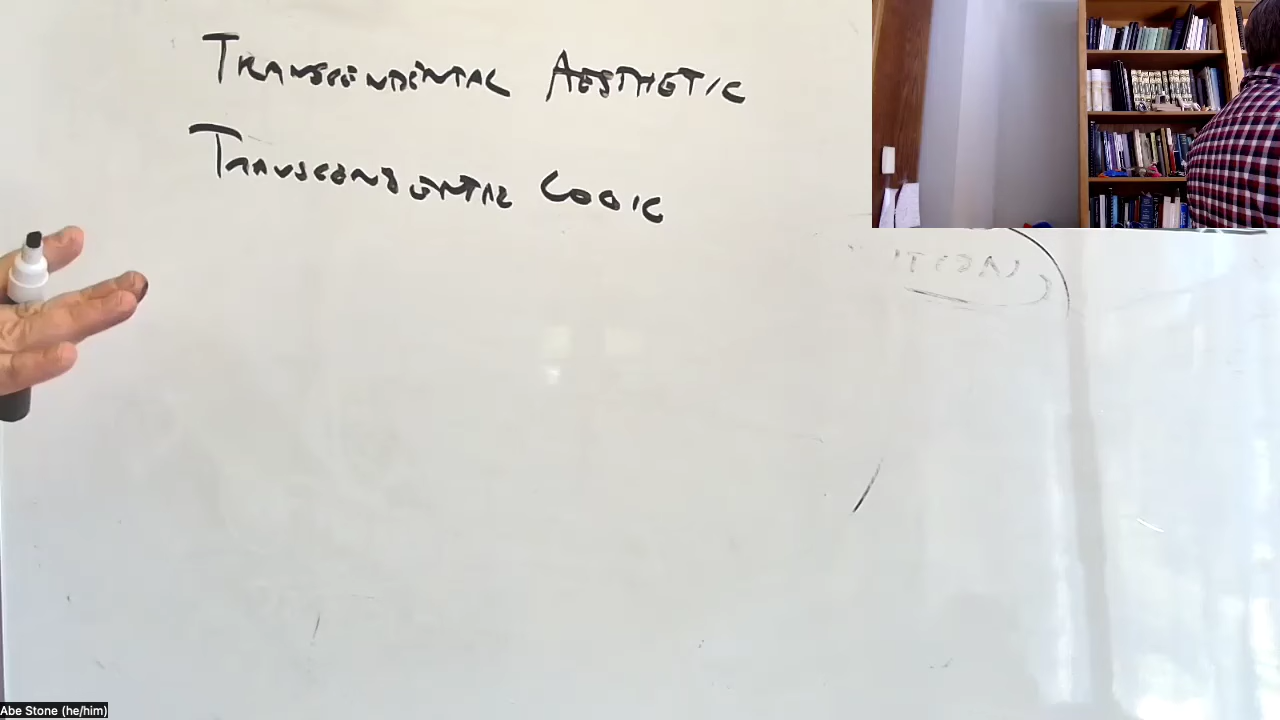 TRANSCENDENTAL AESTHETIC
TRANSCENDENTAL LOGIC
Abe Stone (he/him)